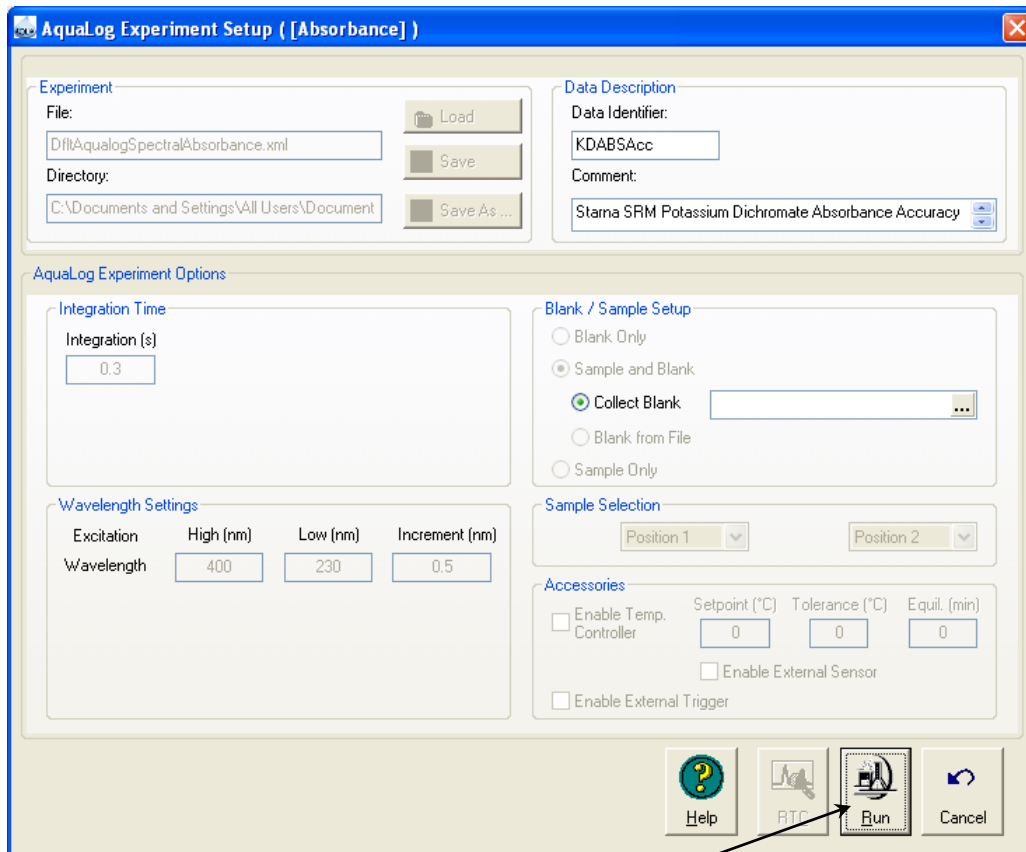 AquaLog Experiment Setup ( [Absorbance] )
Experiment
File:
DfltAqualogSpectralAbsorbance.xml
Load
Save
Directory:
C:\Documents and Settings\All Users\Document
Save As ...
Data Description
Data Identifier:
KDABSAcc
Comment:
Starna SRM Potassium Dichromate Absorbance Accuracy
AquaLog Experiment Options
Integration Time
Integration (s)
0.3
Blank / Sample Setup
Blank Only
Sample and Blank
Collect Blank ...
Blank from File
Sample Only
Wavelength Settings
Excitation High (nm) Low (nm) Increment (nm)
Wavelength 400 230 0.5
Sample Selection
Position 1 Position 2
Accessories
Enable Temp. Controller
Setpoint (°C) Tolerance (°C) Equil. (min)
0 0 0
Enable External Sensor
Enable External Trigger
Help RTC Run Cancel